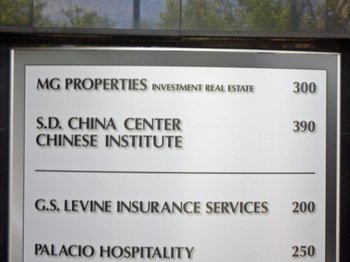 MG PROPERTIES INVESTMENT REAL ESTATE 300
S.D. CHINA CENTER 390
CHINESE INSTITUTE
G.S. LEVINE INSURANCE SERVICES 200
PALACIO HOSPITALITY 250